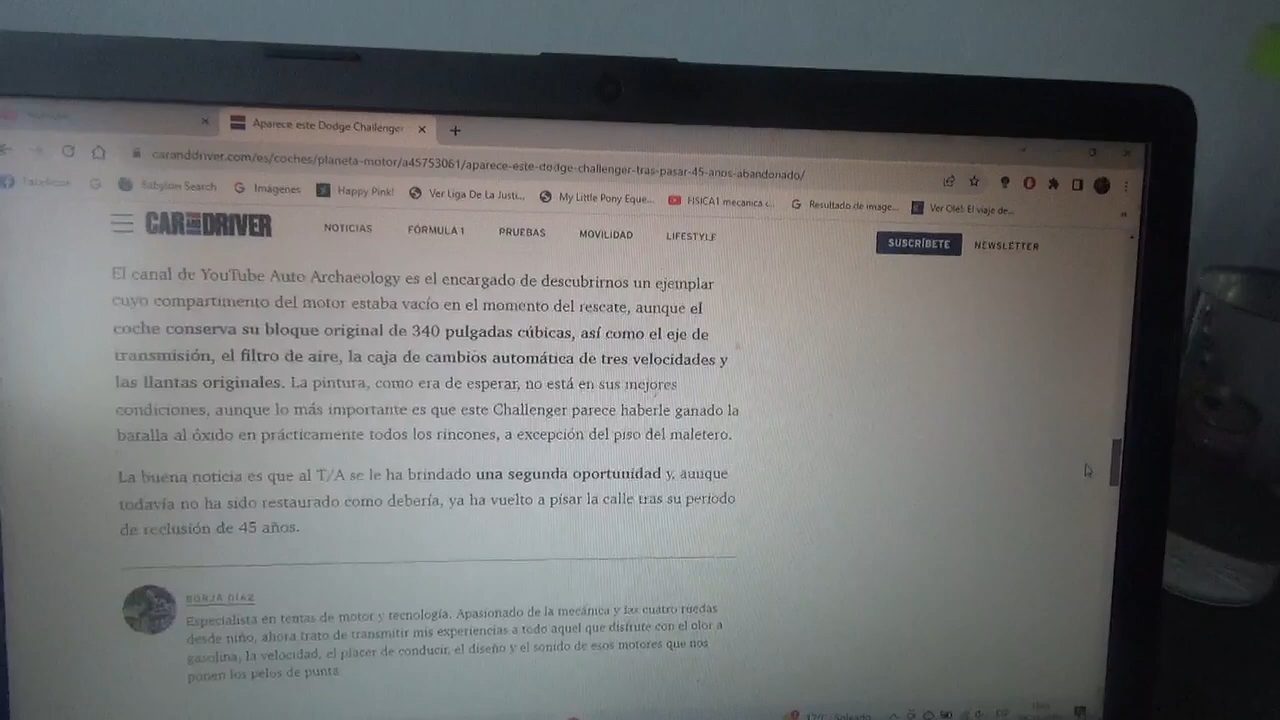 Aparece este Dodge Challenge
caranddriver.com/es/coches/planeta-motor/a45753061/aparece-este-dodge-challenger-tras-pasar-45-anos-abandonado/
Facebook Babylon Search Imágenes Happy Pink! Ver Liga De La Justi... My Little Pony Eque... FISICA1 mecanica c... Resultado de image... Ver Olé!: El viaje de...
CAR AND DRIVER NOTICIAS FÓRMULA 1 PRUEBAS MOVILIDAD LIFESTYLE SUSCRÍBETE NEWSLETTER
El canal de YouTube Auto Archaeology es el encargado de descubrirnos un ejemplar
cuyo compartimento del motor estaba vacío en el momento del rescate, aunque el
coche conserva su bloque original de 340 pulgadas cúbicas, así como el eje de
transmisión, el filtro de aire, la caja de cambios automática de tres velocidades y
las llantas originales. La pintura, como era de esperar, no está en sus mejores
condiciones, aunque lo más importante es que este Challenger parece haberle ganado la
batalla al óxido en prácticamente todos los rincones, a excepción del piso del maletero.
La buena noticia es que al T/A se le ha brindado una segunda oportunidad y, aunque
todavía no ha sido restaurado como debería, ya ha vuelto a pisar la calle tras su periodo
de reclusión de 45 años.
BORJA DÍAZ
Especialista en temas de motor y tecnología. Apasionado de la mecánica y las cuatro ruedas
desde niño, ahora trato de transmitir mis experiencias a todo aquel que disfrute con el olor a
gasolina, la velocidad, el placer de conducir, el diseño y el sonido de esos motores que nos
ponen los pelos de punta.
Soleado